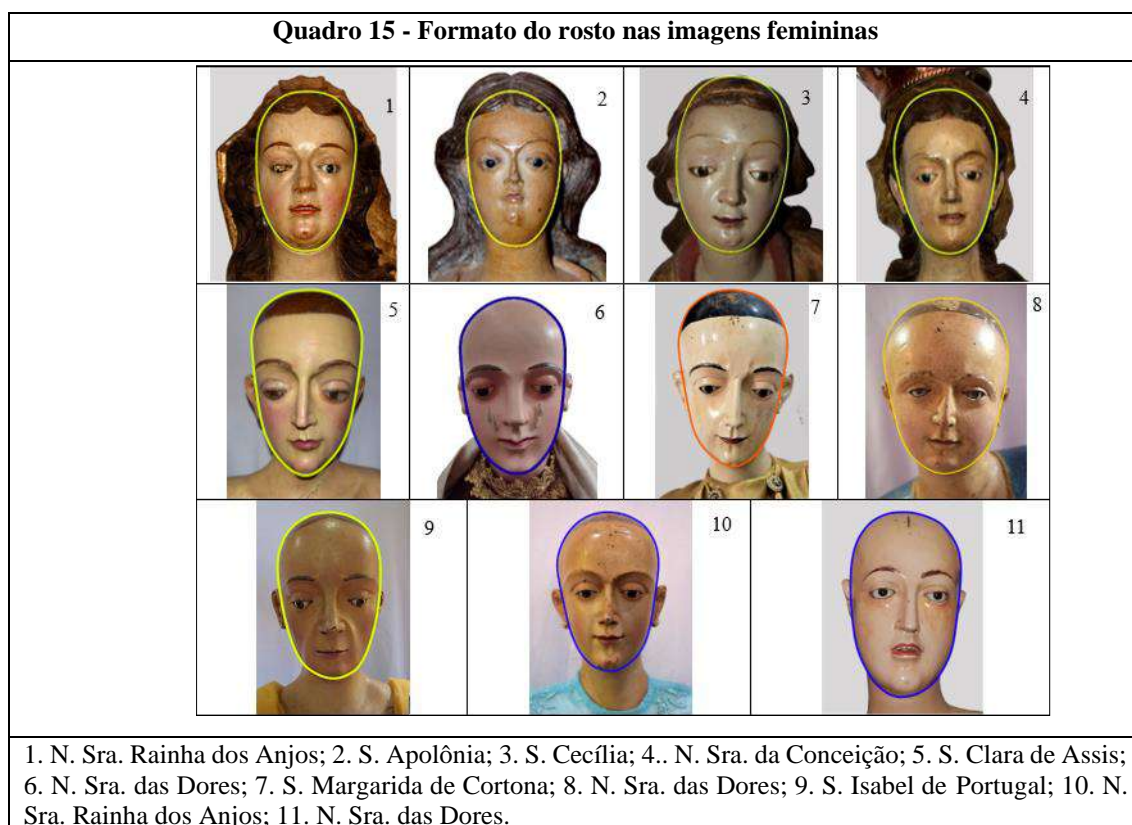 Quadro 15 - Formato do rosto nas imagens femininas
1
2
3
4
5
6
7
8
9
10
11
1. N. Sra. Rainha dos Anjos; 2. S. Apolônia; 3. S. Cecília; 4.. N. Sra. da Conceição; 5. S. Clara de Assis;
6. N. Sra. das Dores; 7. S. Margarida de Cortona; 8. N. Sra. das Dores; 9. S. Isabel de Portugal; 10. N.
Sra. Rainha dos Anjos; 11. N. Sra. das Dores.